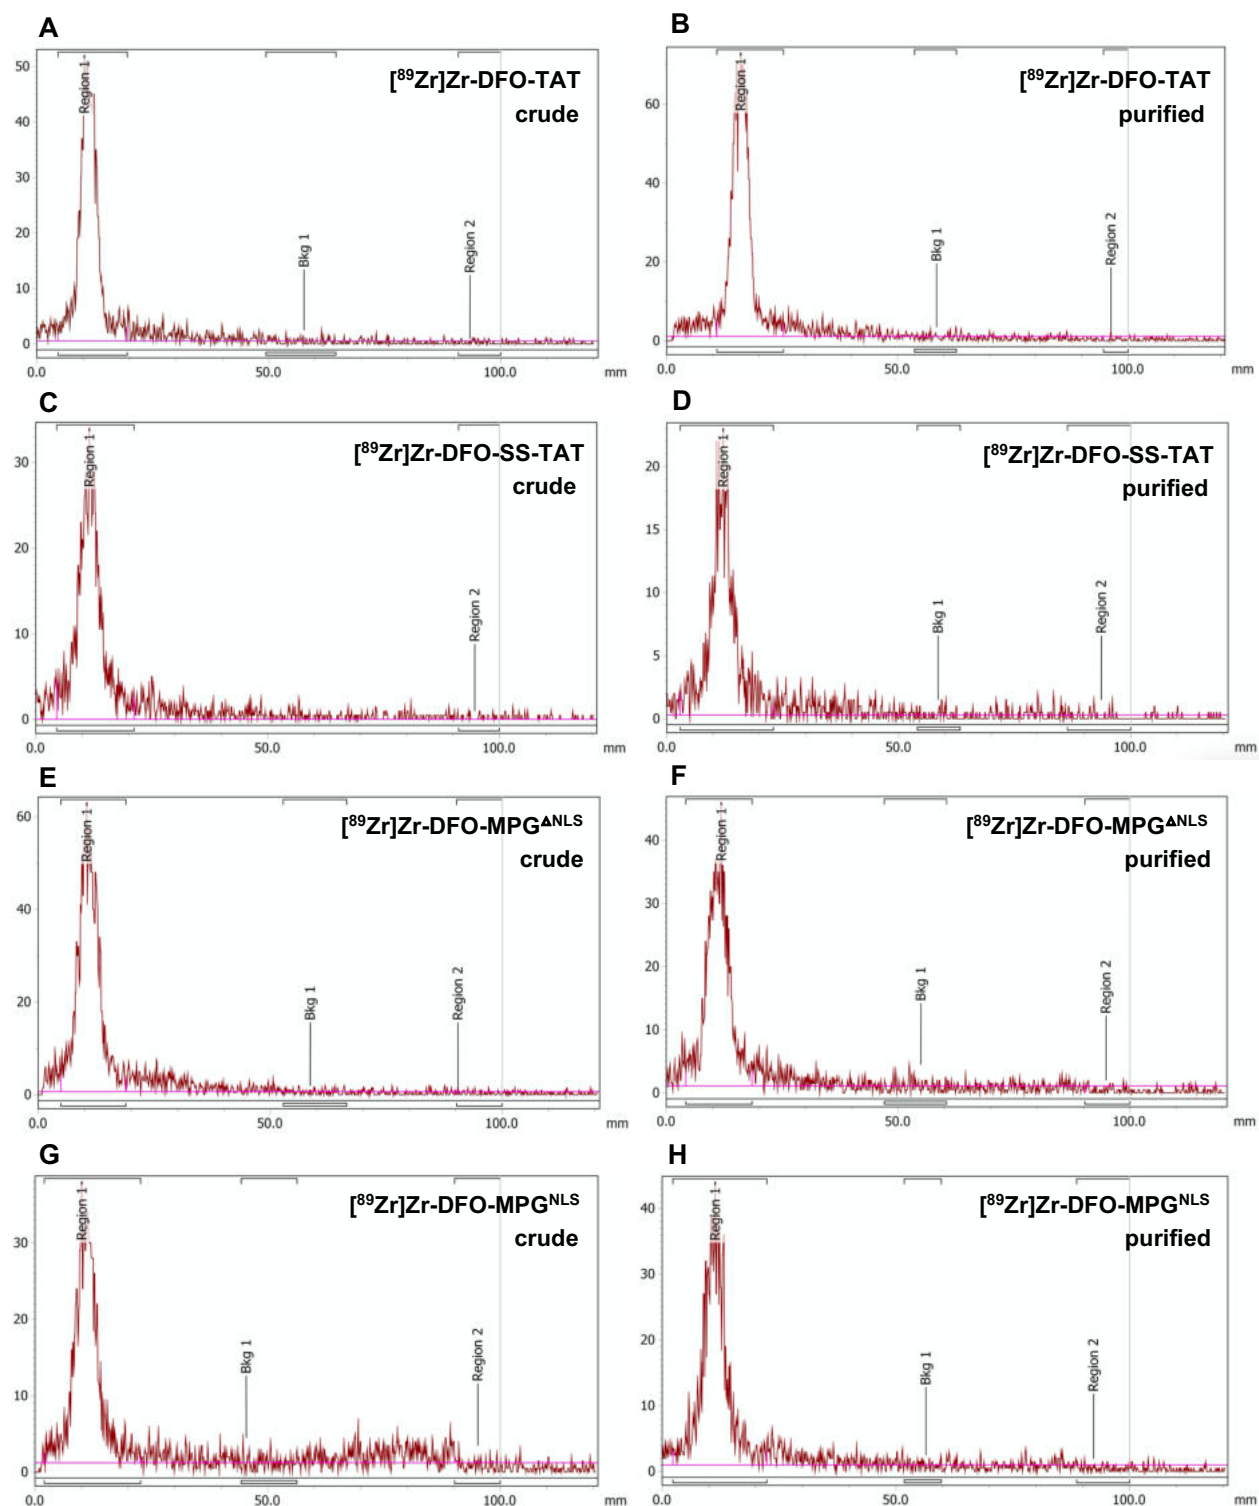 A
50
40
30
20
10
0
0.0
50.0
100.0
mm
Region 1
Bkg 1
Region 2
[⁸⁹Zr]Zr-DFO-TAT
crude
B
60
40
20
0
0.0
50.0
100.0
mm
Region 1
Bkg 1
Region 2
[⁸⁹Zr]Zr-DFO-TAT
purified
C
30
20
10
0
0.0
50.0
100.0
mm
Region 1
Region 2
[⁸⁹Zr]Zr-DFO-SS-TAT
crude
D
20
15
10
5
0
0.0
50.0
100.0
mm
Region 1
Bkg 1
Region 2
[⁸⁹Zr]Zr-DFO-SS-TAT
purified
E
60
40
20
0
0.0
50.0
100.0
mm
Region 1
Bkg 1
Region 2
[⁸⁹Zr]Zr-DFO-MPGᐞᴺᴸˢ
crude
F
40
30
20
10
0
0.0
50.0
100.0
mm
Region 1
Bkg 1
Region 2
[⁸⁹Zr]Zr-DFO-MPGᐞᴺᴸˢ
purified
G
30
20
10
0
0.0
50.0
100.0
mm
Region 1
Bkg 1
Region 2
[⁸⁹Zr]Zr-DFO-MPGᴺᴸˢ
crude
H
40
30
20
10
0
0.0
50.0
100.0
mm
Region 1
Bkg 1
Region 2
[⁸⁹Zr]Zr-DFO-MPGᴺᴸˢ
purified